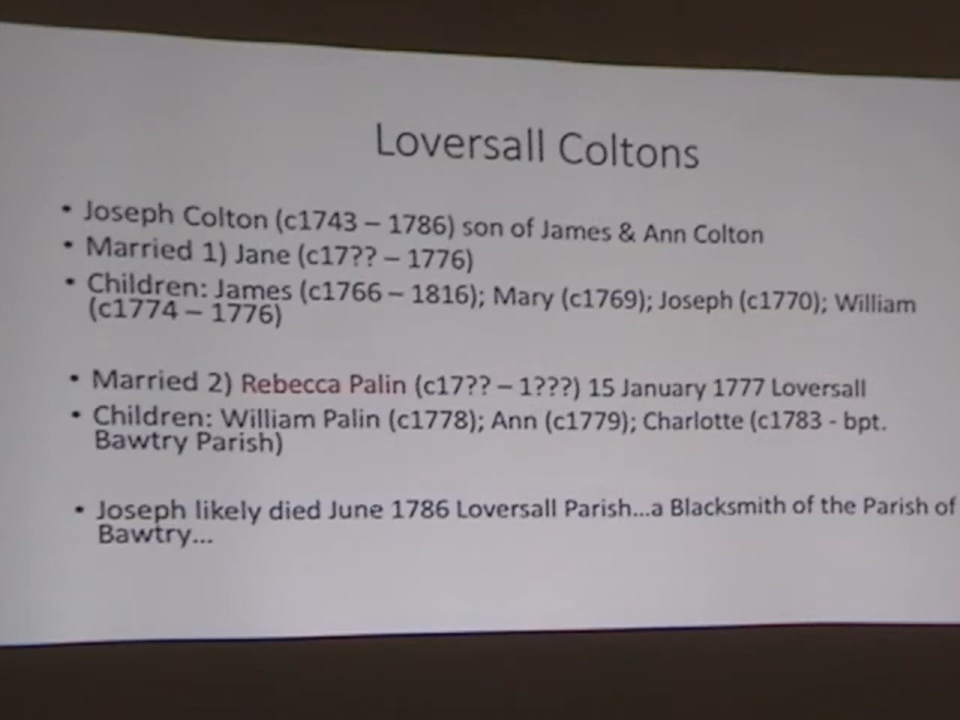 Loversall Coltons
• Joseph Colton (c1743 – 1786) son of James & Ann Colton
• Married 1) Jane (c17?? – 1776)
• Children: James (c1766 – 1816); Mary (c1769); Joseph (c1770); William
(c1774 – 1776)
• Married 2) Rebecca Palin (c17?? – 1???) 15 January 1777 Loversall
• Children: William Palin (c1778); Ann (c1779); Charlotte (c1783 - bpt.
Bawtry Parish)
• Joseph likely died June 1786 Loversall Parish...a Blacksmith of the Parish of
Bawtry...